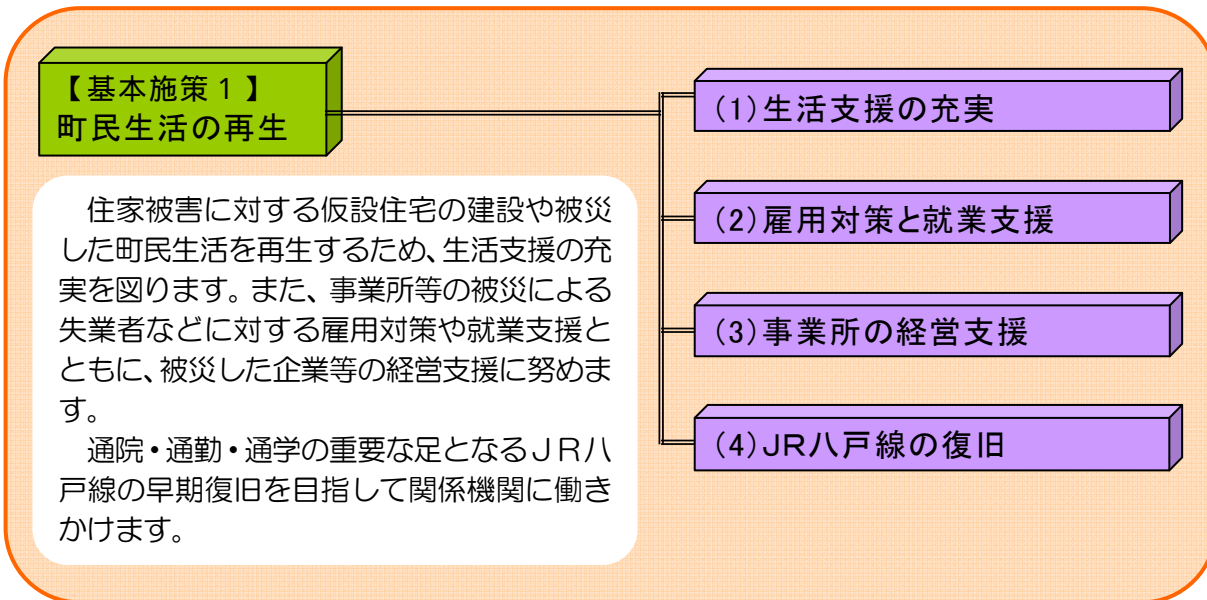 【基本施策1】
町民生活の再生
住家被害に対する仮設住宅の建設や被災
した町民生活を再生するため、生活支援の充
実を図ります。また、事業所等の被災による
失業者などに対する雇用対策や就業支援と
ともに、被災した企業等の経営支援に努めま
す。
通院・通勤・通学の重要な足となるJR八
戸線の早期復旧を目指して関係機関に働き
かけます。
(1)生活支援の充実
(2)雇用対策と就業支援
(3)事業所の経営支援
(4)JR八戸線の復旧